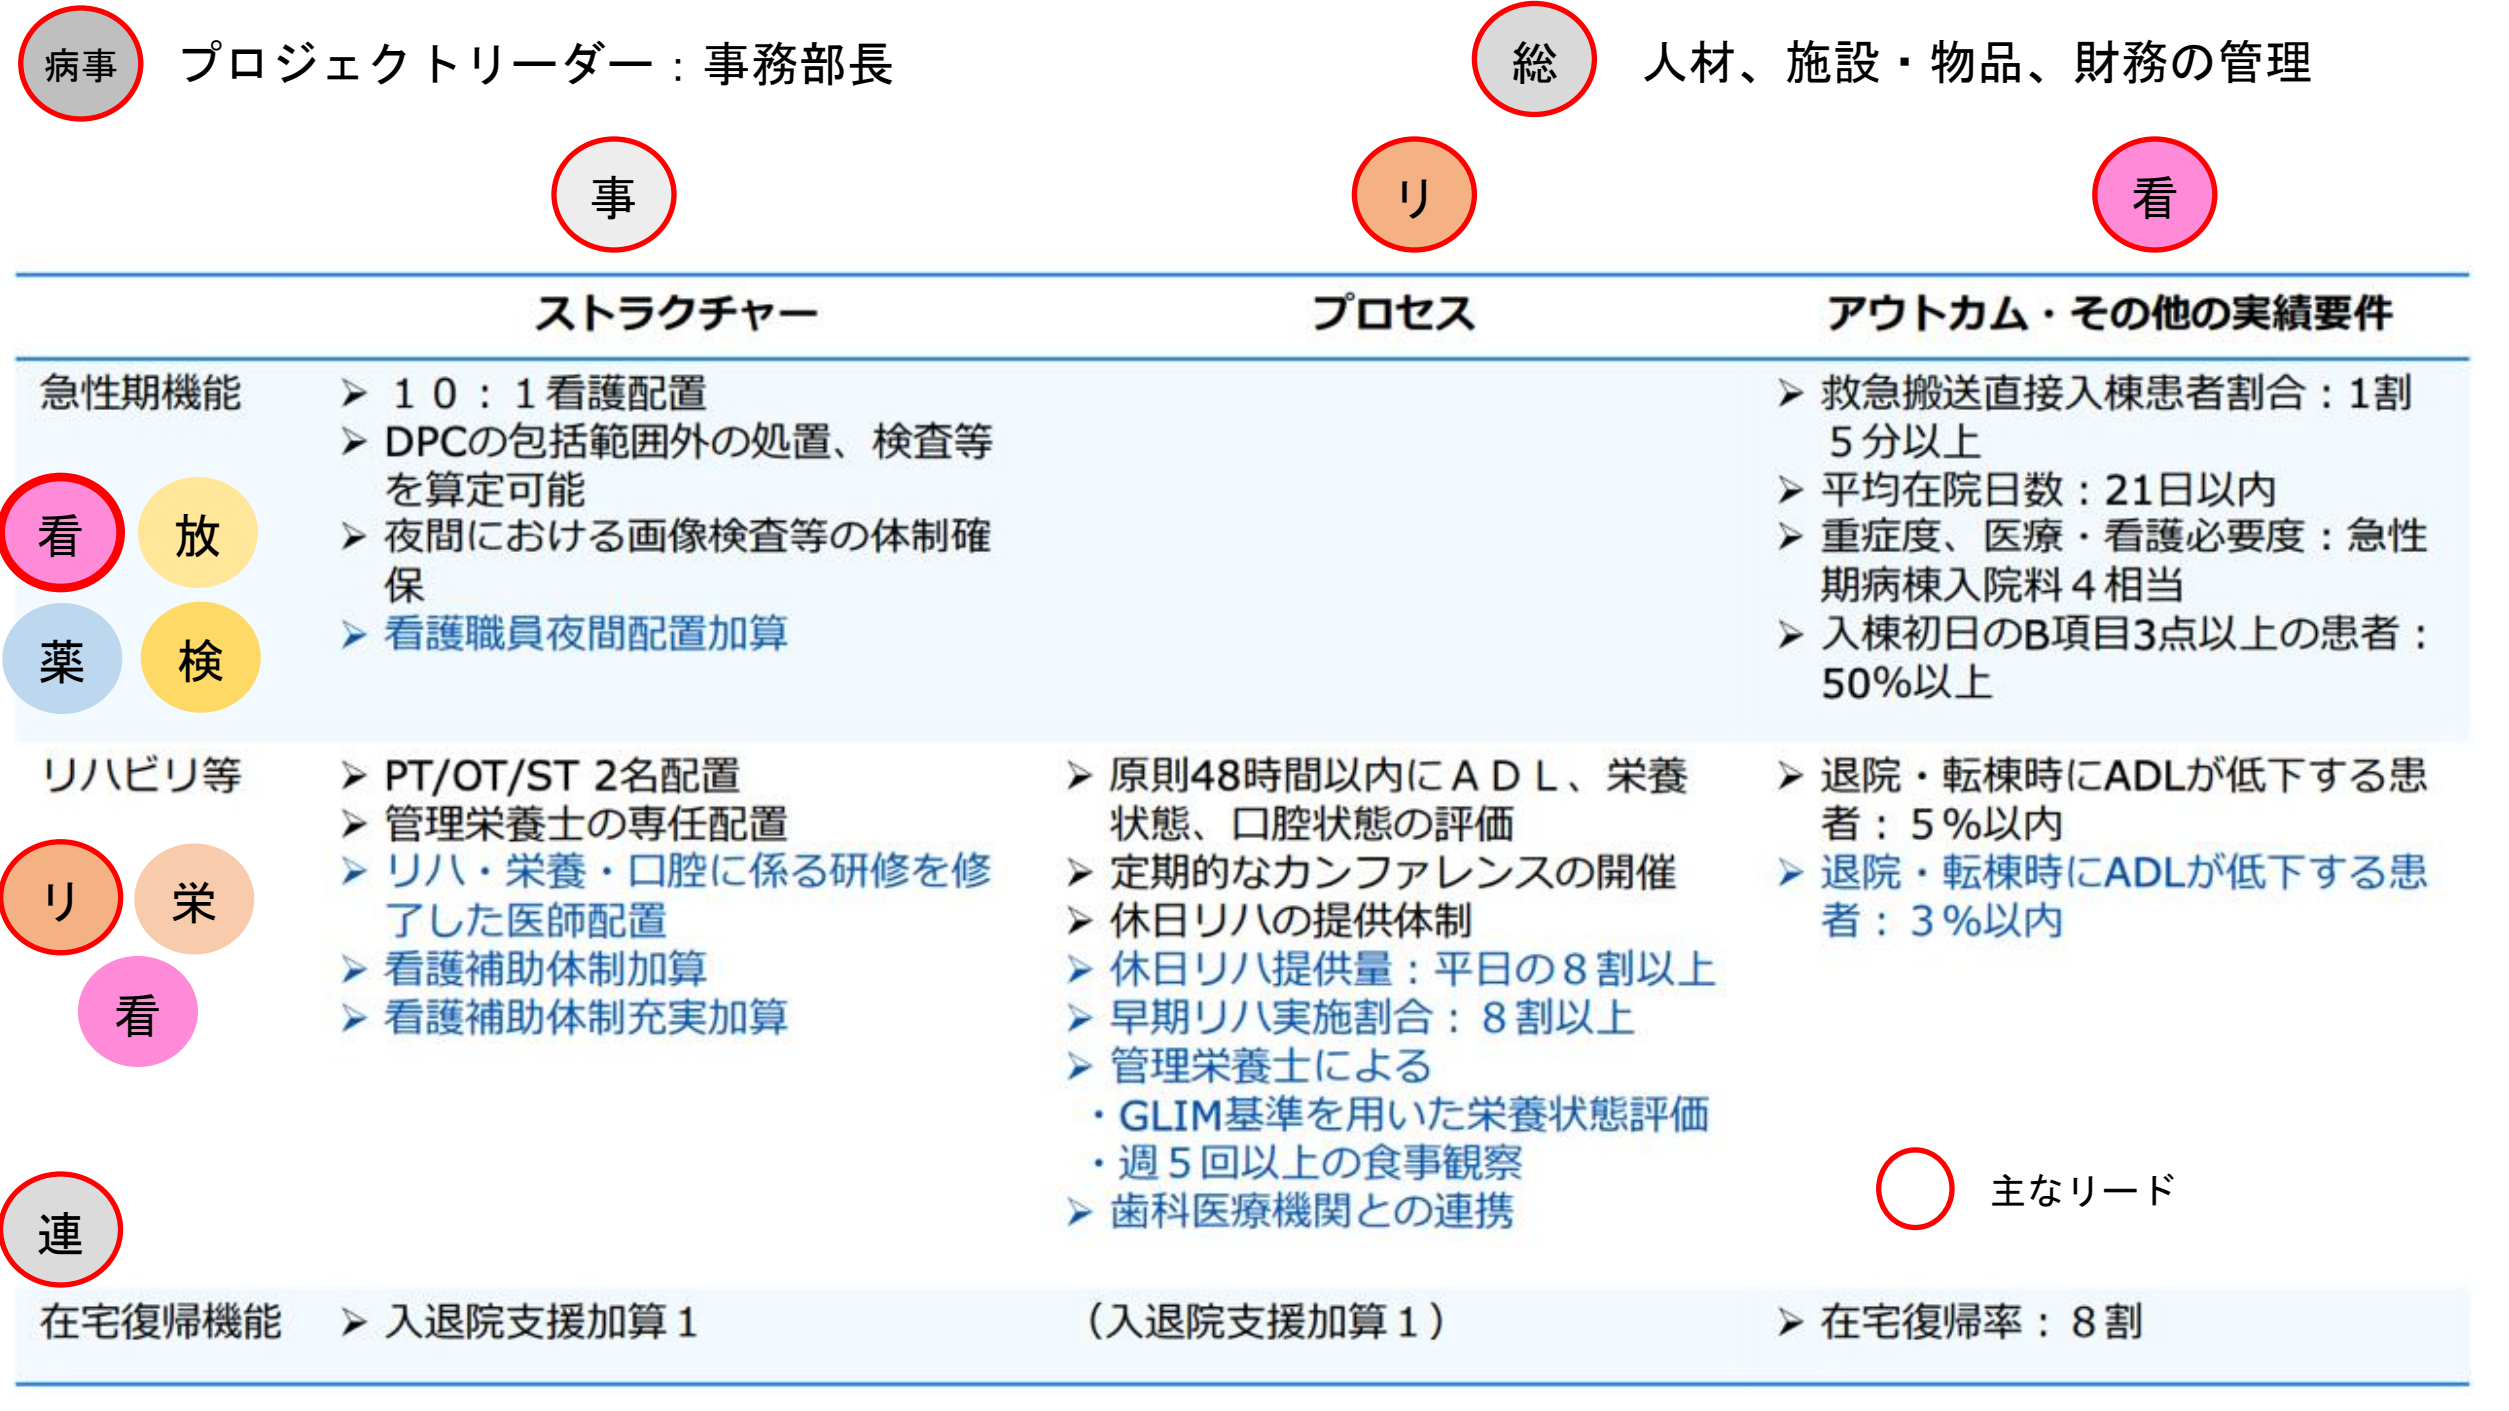 病事 プロジェクトリーダー：事務部長
総 人材、施設・物品、財務の管理
事 リ 看
ストラクチャー プロセス アウトカム・その他の実績要件
急性期機能
看 放
薬 検
➢ １０：１看護配置
➢ DPCの包括範囲外の処置、検査等
を算定可能
➢ 夜間における画像検査等の体制確
保
➢ 看護職員夜間配置加算
➢ 救急搬送直接入棟患者割合：1割
５分以上
➢ 平均在院日数：21日以内
➢ 重症度、医療・看護必要度：急性
期病棟入院料４相当
➢ 入棟初日のB項目3点以上の患者：
50%以上
リハビリ等
リ 栄
看
➢ PT/OT/ST 2名配置
➢ 管理栄養士の専任配置
➢ リハ・栄養・口腔に係る研修を修
了した医師配置
➢ 看護補助体制加算
➢ 看護補助体制充実加算
➢ 原則48時間以内にＡＤＬ、栄養
状態、口腔状態の評価
➢ 定期的なカンファレンスの開催
➢ 休日リハの提供体制
➢ 休日リハ提供量：平日の８割以上
➢ 早期リハ実施割合：８割以上
➢ 管理栄養士による
・GLIM基準を用いた栄養状態評価
・週５回以上の食事観察
➢ 歯科医療機関との連携
➢ 退院・転棟時にADLが低下する患
者：５%以内
➢ 退院・転棟時にADLが低下する患
者：３%以内
主なリード
連
在宅復帰機能
➢ 入退院支援加算１
（入退院支援加算１）
➢ 在宅復帰率：８割